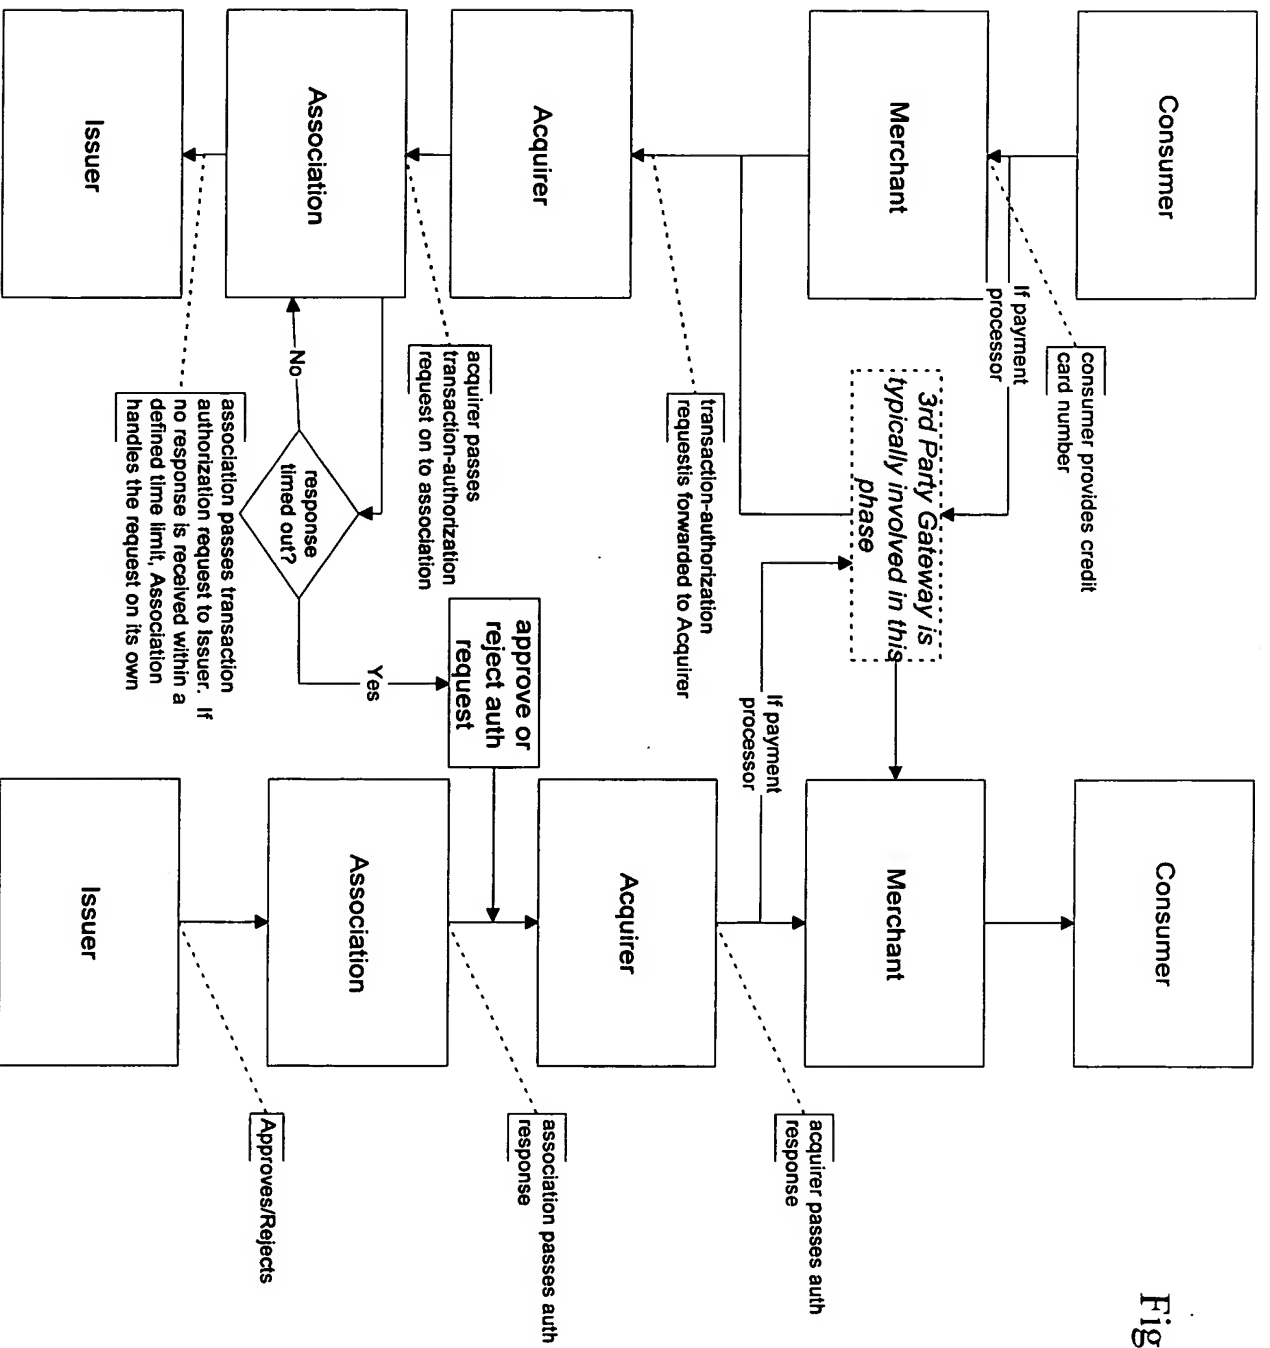 Consumer
Merchant
Acquirer
Association
Issuer
consumer provides credit
card number
If payment
processor
3rd Party Gateway is
typically involved in this
phase
transaction-authorization
requestis forwarded to Acquirer
acquirer passes
transaction-authorization
request on to association
No
response
timed out?
Yes
approve or
reject auth
request
association passes transaction
authorization request to Issuer. If
no response is received within a
defined time limit, Association
handles the request on its own
If payment
processor
Consumer
Merchant
Acquirer
Association
Issuer
acquirer passes auth
response
association passes auth
response
Approves/Rejects
Fig